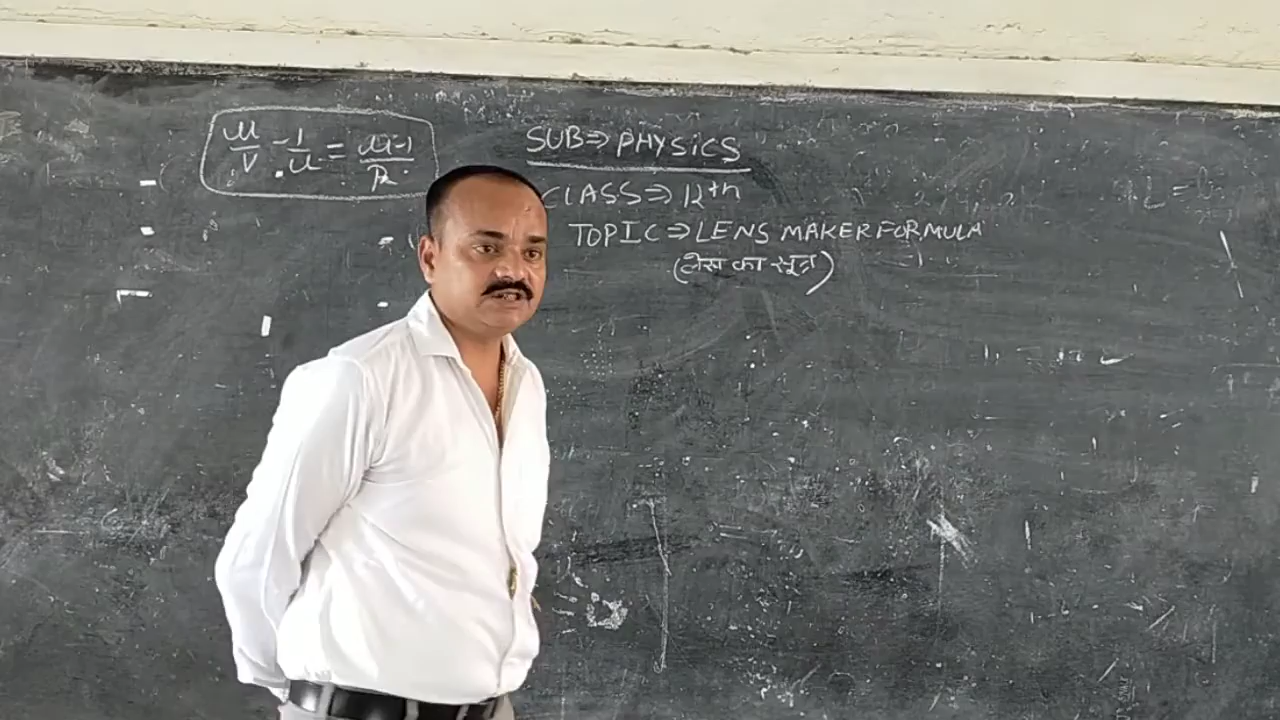 μ/v - 1/u = μ-1/R
SUB⇒PHYSICS
CLASS⇒12th
TOPIC⇒LENS MAKER FORMULA
(लेंस का सूत्र)